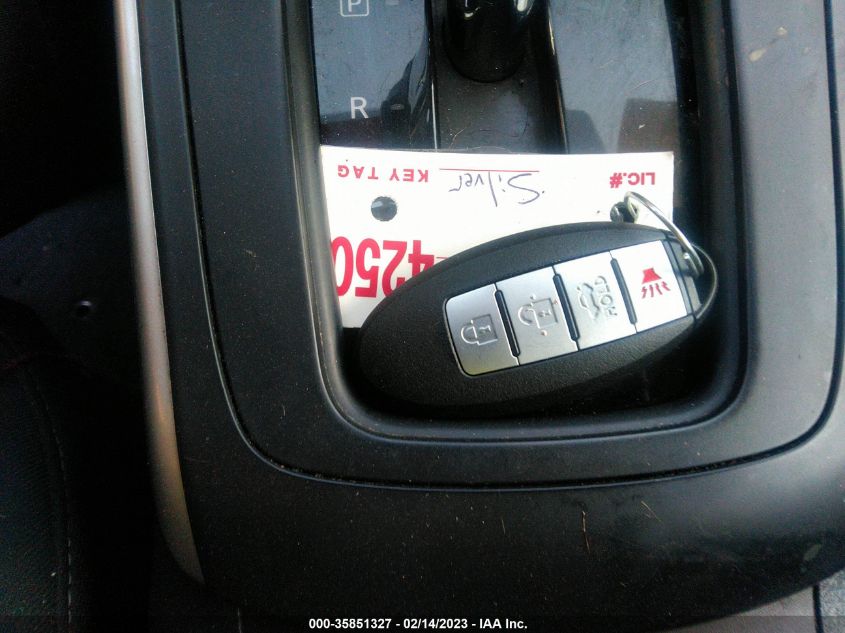 P
R
LIC.# Silver KEY TAG
4250
HOLD
000-35851327 - 02/14/2023 - IAA Inc.